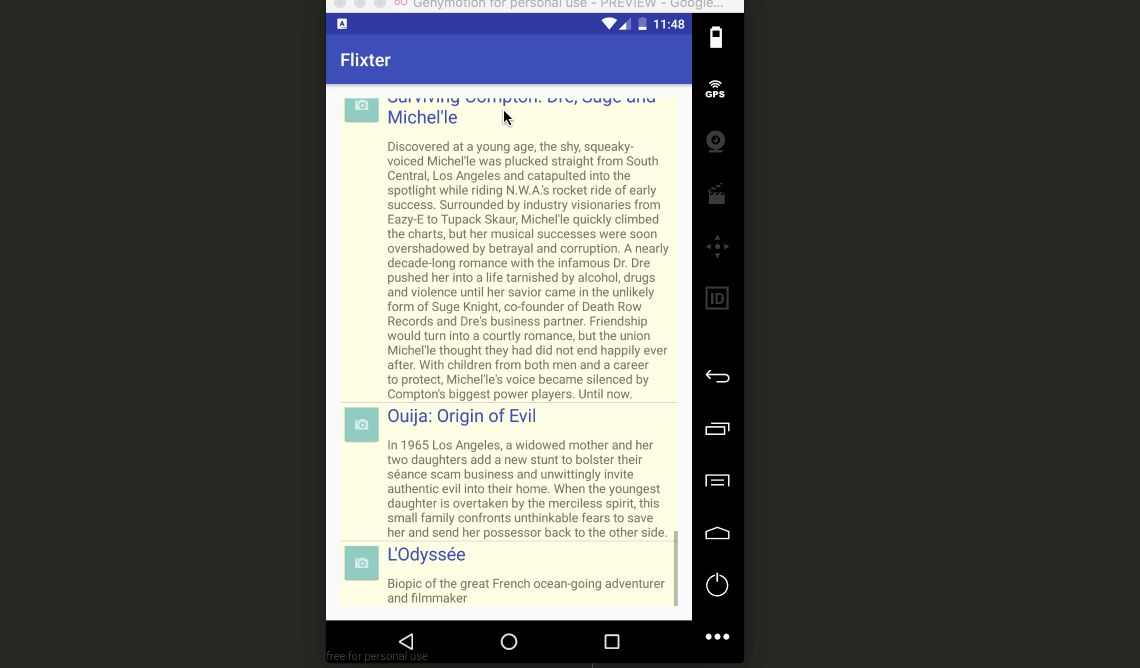 Genymotion for personal use - PREVIEW - Google...
A
11:48
Flixter
GPS
Surviving Compton: Dre, Suge and
Michel'le
Discovered at a young age, the shy, squeaky-
voiced Michel'le was plucked straight from South
Central, Los Angeles and catapulted into the
spotlight while riding N.W.A.'s rocket ride of early
success. Surrounded by industry visionaries from
Eazy-E to Tupack Skaur, Michel'le quickly climbed
the charts, but her musical successes were soon
overshadowed by betrayal and corruption. A nearly
decade-long romance with the infamous Dr. Dre
pushed her into a life tarnished by alcohol, drugs
and violence until her savior came in the unlikely
form of Suge Knight, co-founder of Death Row
Records and Dre's business partner. Friendship
would turn into a courtly romance, but the union
Michel'le thought they had did not end happily ever
after. With children from both men and a career
to protect, Michel'le's voice became silenced by
Compton's biggest power players. Until now.
ID
Ouija: Origin of Evil
In 1965 Los Angeles, a widowed mother and her
two daughters add a new stunt to bolster their
séance scam business and unwittingly invite
authentic evil into their home. When the youngest
daughter is overtaken by the merciless spirit, this
small family confronts unthinkable fears to save
her and send her possessor back to the other side.
L'Odyssée
Biopic of the great French ocean-going adventurer
and filmmaker
free for personal use